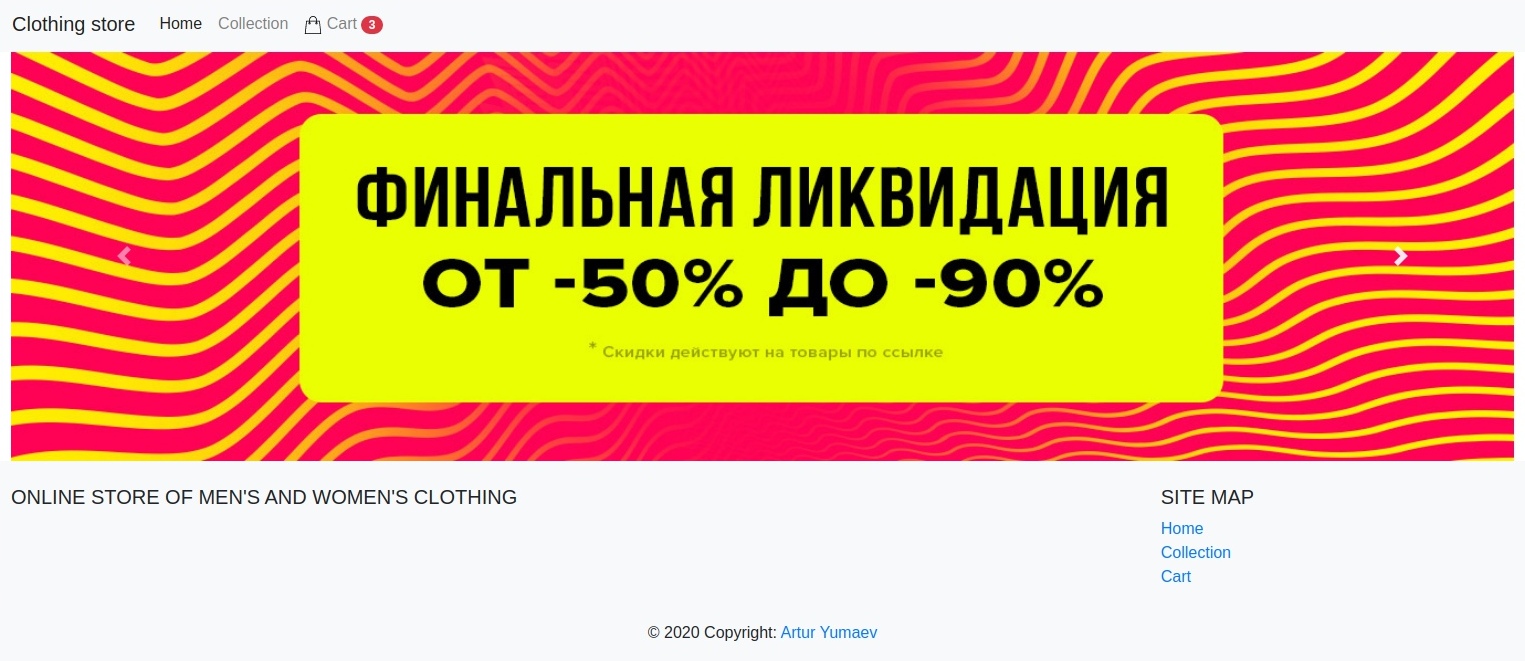 Clothing store Home Collection Cart 3
ФИНАЛЬНАЯ ЛИКВИДАЦИЯ
ОТ -50% ДО -90%
* Скидки действуют на товары по ссылке
ONLINE STORE OF MEN'S AND WOMEN'S CLOTHING
SITE MAP
Home
Collection
Cart
© 2020 Copyright: Artur Yumaev